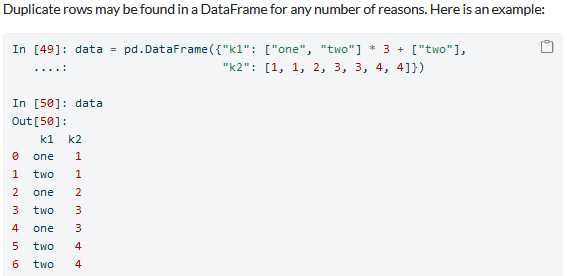 Duplicate rows may be found in a DataFrame for any number of reasons. Here is an example:
In [49]: data = pd.DataFrame({"k1": ["one", "two"] * 3 + ["two"],
   ....:                      "k2": [1, 1, 2, 3, 3, 4, 4]})
In [50]: data
Out[50]:
    k1  k2
0  one   1
1  two   1
2  one   2
3  two   3
4  one   3
5  two   4
6  two   4